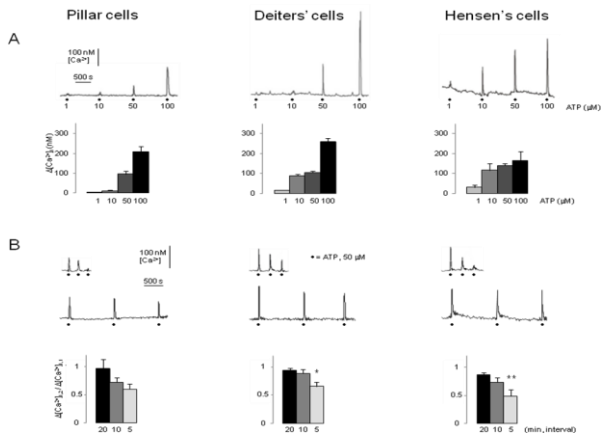 Pillar cells Deiters' cells Hensen's cells
A
100 nM
[Ca²⁺]
500 s
1 10 50 100 1 10 50 100 1 10 50 100 ATP (µM)
Δ[Ca²⁺]ᵢ(nM)
300 300 300
200 200 200
100 100 100
0 0 0
1 10 50 100 1 10 50 100 1 10 50 100 ATP (µM)
B
100 nM
[Ca²⁺]
• = ATP, 50 µM
500 s
Δ[Ca²⁺]ᵢ,₂/Δ[Ca²⁺]ᵢ,₁
1 1 1
* **
0.5 0.5 0.5
0 0 0
20 10 5 20 10 5 20 10 5 (min, interval)